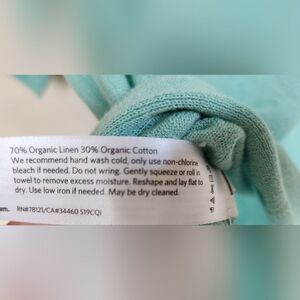 70% Organic Linen 30% Organic Cotton
We recommend hand wash cold, only use non-chlorine
bleach if needed. Do not wring. Gently squeeze or roll in
towel to remove excess moisture. Reshape and lay flat to
dry. Use low iron if needed. May be dry cleaned.
RN#78121/CA#34460 S19CQJ